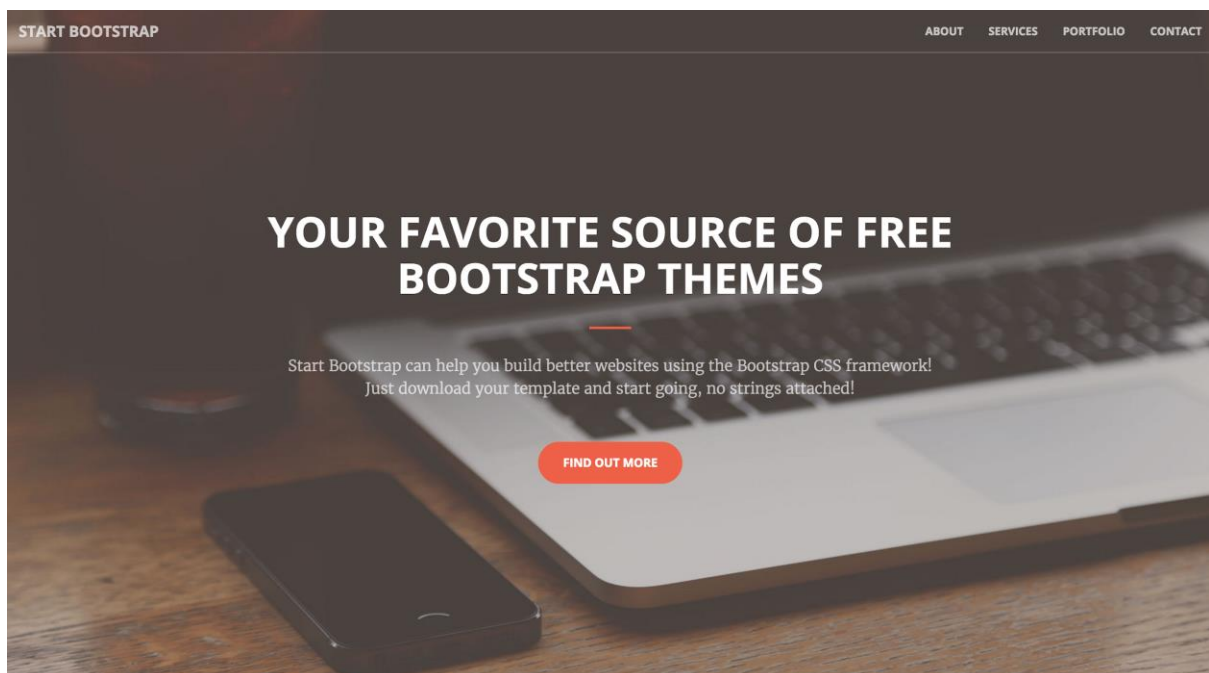 START BOOTSTRAP
ABOUT SERVICES PORTFOLIO CONTACT
YOUR FAVORITE SOURCE OF FREE
BOOTSTRAP THEMES
Start Bootstrap can help you build better websites using the Bootstrap CSS framework!
Just download your template and start going, no strings attached!
FIND OUT MORE